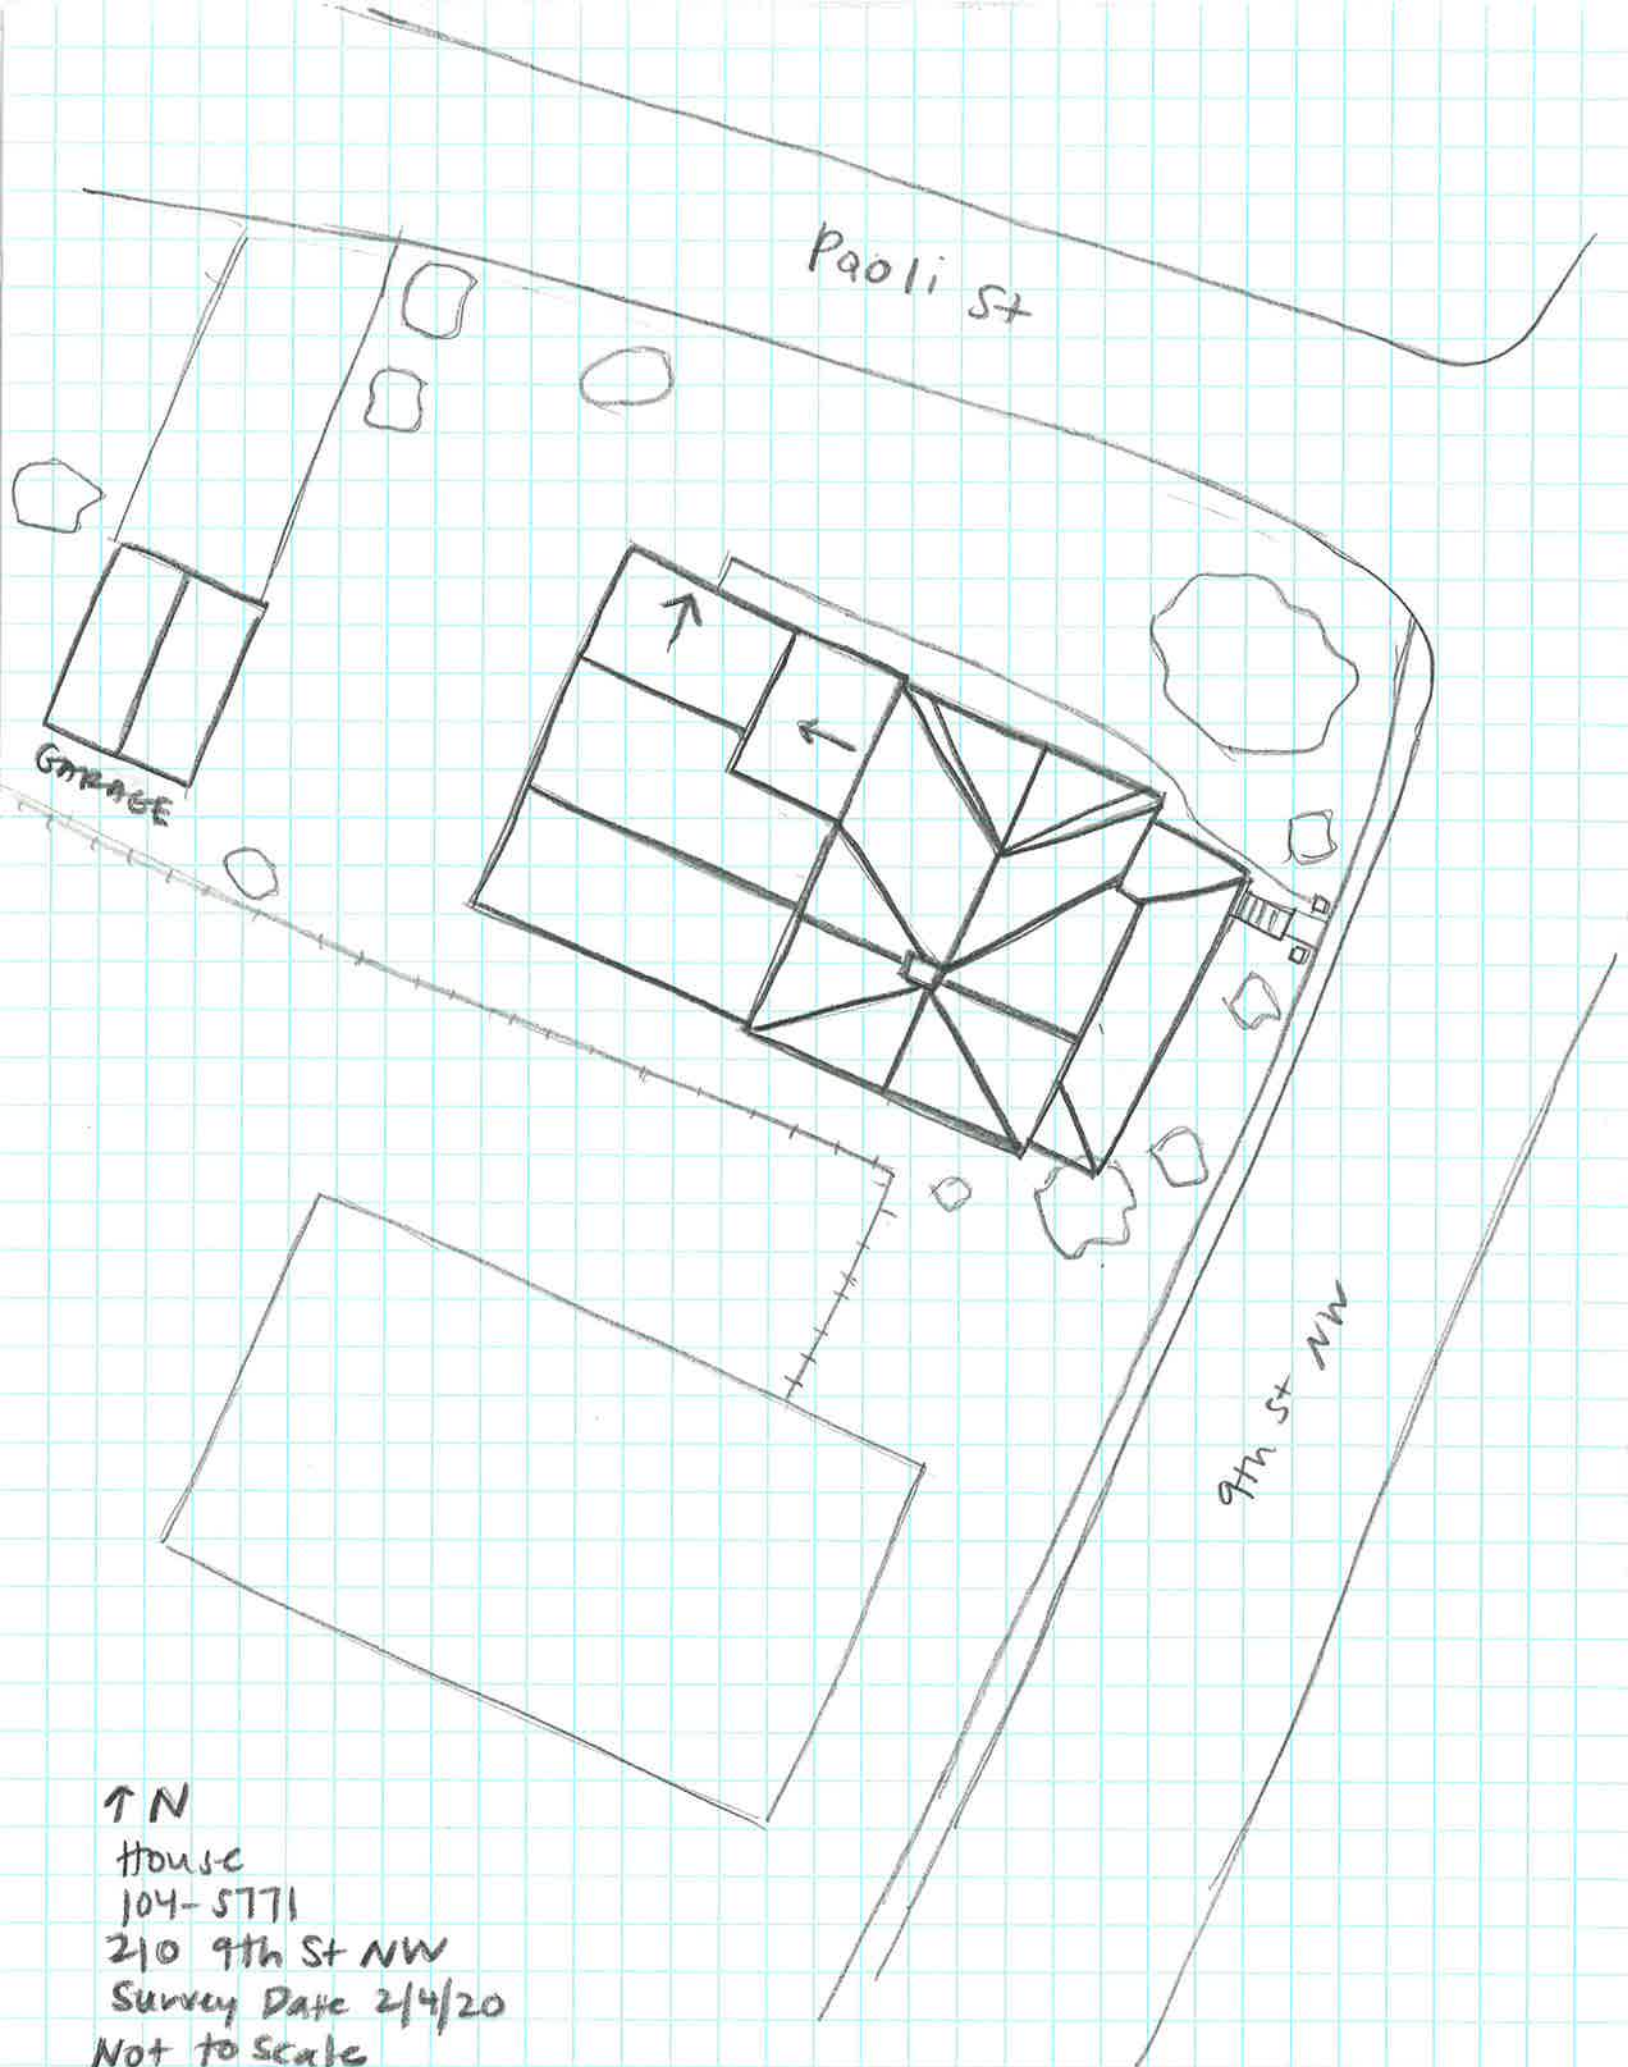 Paoli St
GARAGE
9th St NW
↑ N
House
104-5771
210 9th St NW
Survey Date 2/4/20
Not to Scale